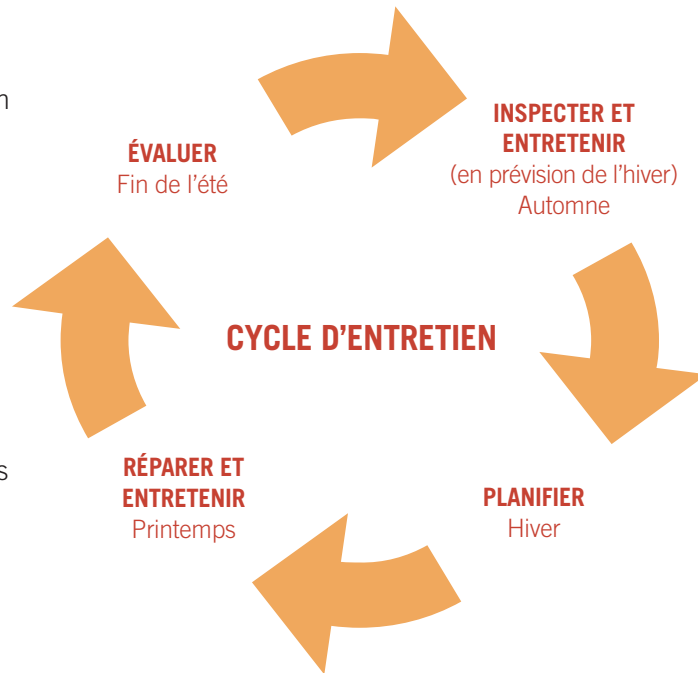 ÉVALUER
Fin de l’été
INSPECTER ET
ENTRETENIR
(en prévision de l’hiver)
Automne
CYCLE D’ENTRETIEN
RÉPARER ET
ENTRETENIR
Printemps
PLANIFIER
Hiver